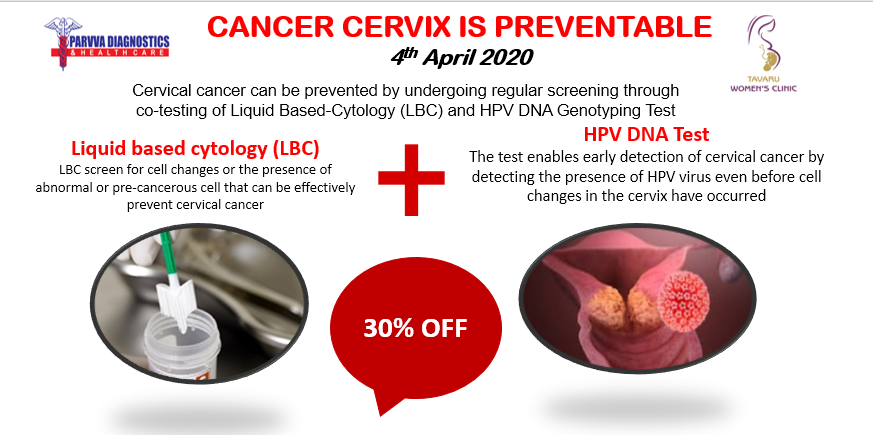 PARVVA DIAGNOSTICS
& HEALTHCARE
CANCER CERVIX IS PREVENTABLE
4th April 2020
TAVARU
WOMEN'S CLINIC
Cervical cancer can be prevented by undergoing regular screening through
co-testing of Liquid Based-Cytology (LBC) and HPV DNA Genotyping Test
Liquid based cytology (LBC)
LBC screen for cell changes or the presence of
abnormal or pre-cancerous cell that can be effectively
prevent cervical cancer
HPV DNA Test
The test enables early detection of cervical cancer by
detecting the presence of HPV virus even before cell
changes in the cervix have occurred
30% OFF